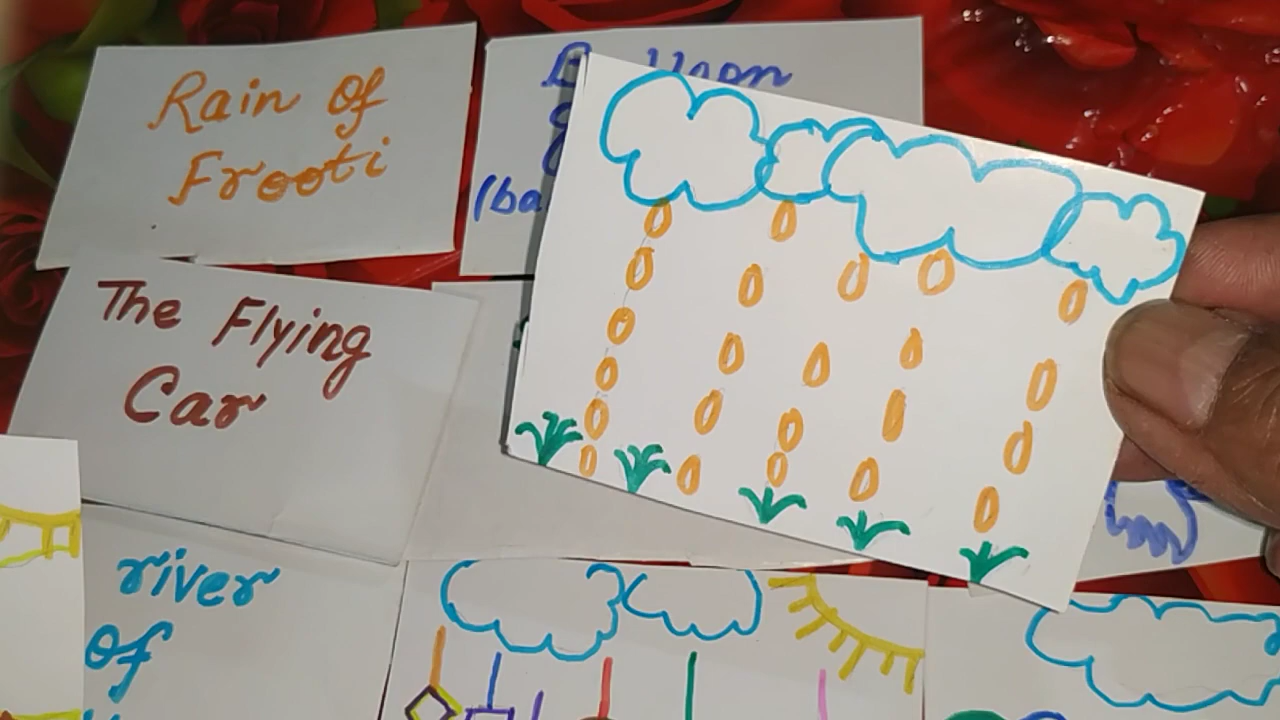 Rain Of
Frooti
The Flying
Car
river
Of